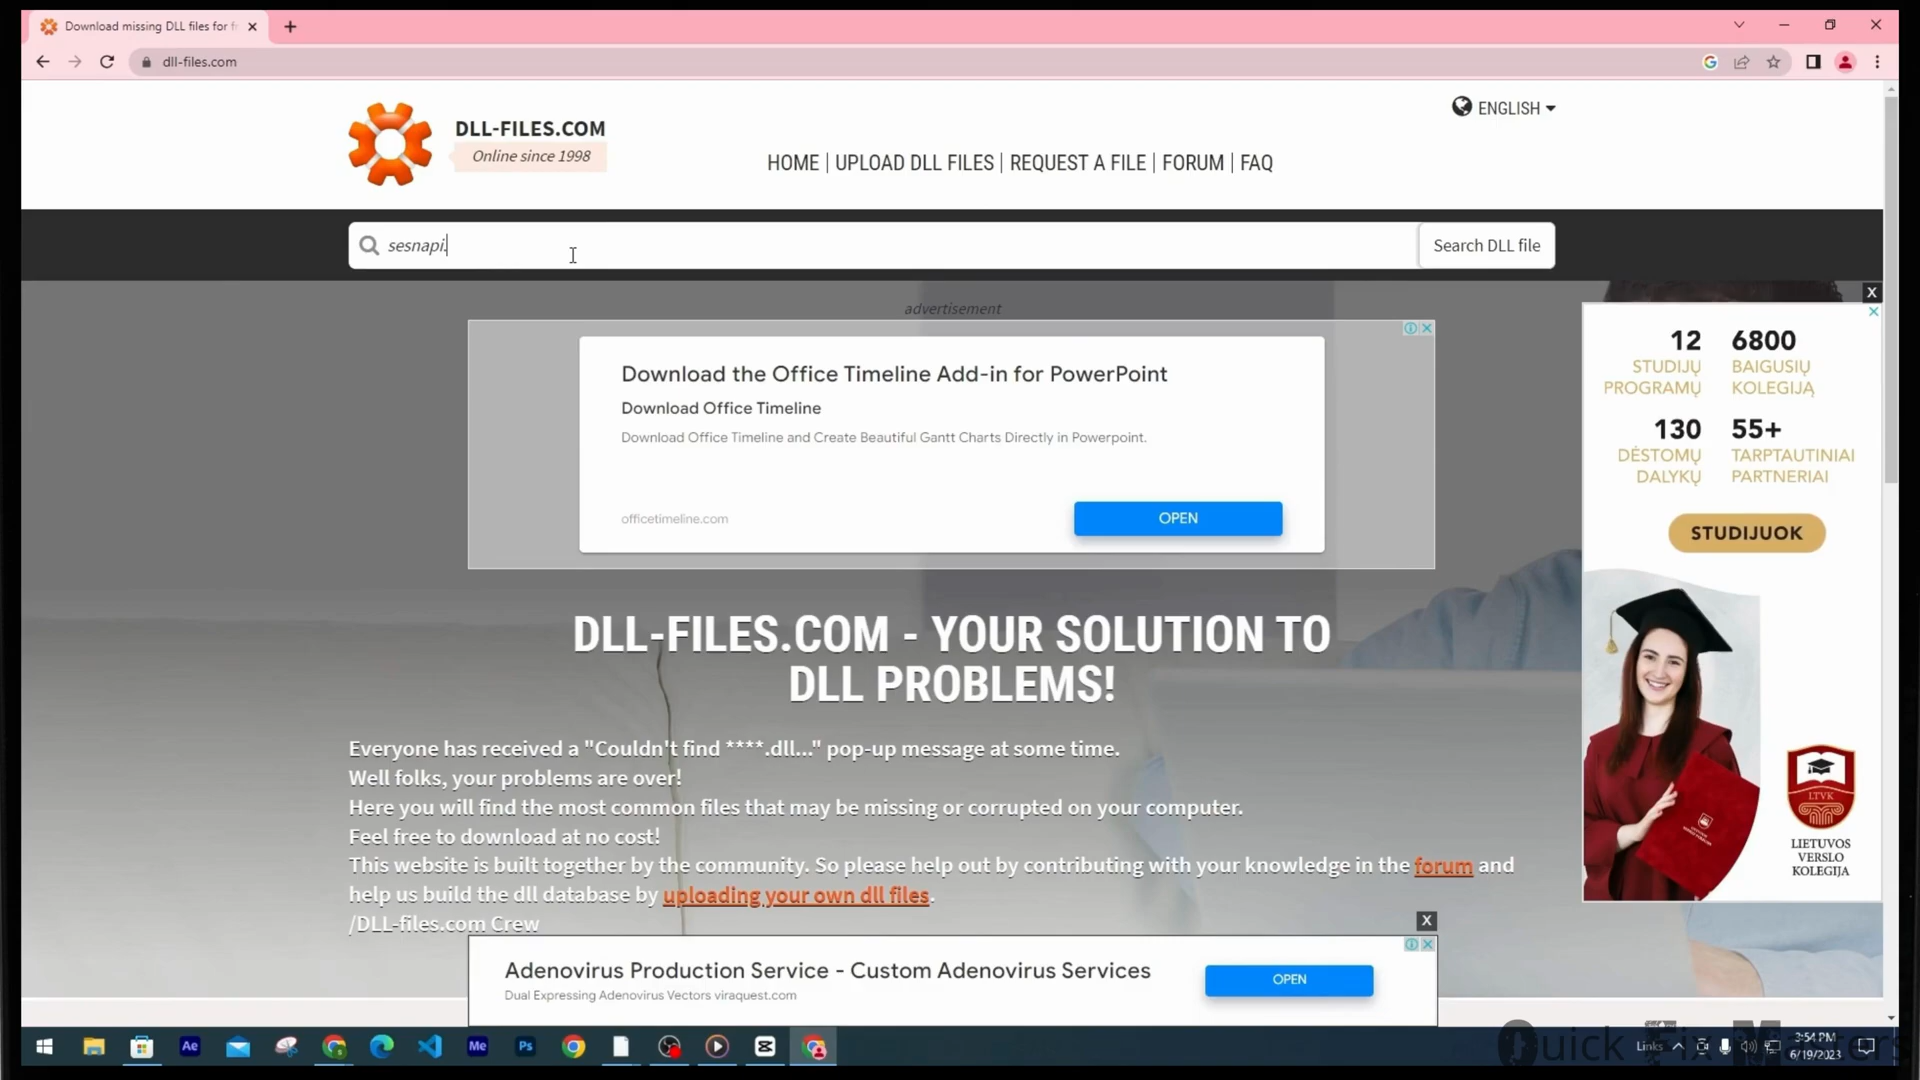 Download missing DLL files for f
dll-files.com
DLL-FILES.COM
Online since 1998
ENGLISH
HOME | UPLOAD DLL FILES | REQUEST A FILE | FORUM | FAQ
sesnapi.
Search DLL file
advertisement
X
Download the Office Timeline Add-in for PowerPoint
Download Office Timeline
Download Office Timeline and Create Beautiful Gantt Charts Directly in Powerpoint.
officetimeline.com
OPEN
12 6800
STUDIJŲ BAIGUSIŲ
PROGRAMŲ KOLEGIJĄ
130 55+
DĖSTOMŲ TARPTAUTINIAI
DALYKŲ PARTNERIAI
STUDIJUOK
LTVK
LIETUVOS
VERSLO
KOLEGIJA
DLL-FILES.COM - YOUR SOLUTION TO
DLL PROBLEMS!
Everyone has received a "Couldn't find ****.dll..." pop-up message at some time.
Well folks, your problems are over!
Here you will find the most common files that may be missing or corrupted on your computer.
Feel free to download at no cost!
This website is built together by the community. So please help out by contributing with your knowledge in the forum and
help us build the dll database by uploading your own dll files.
/DLL-files.com Crew
X
Adenovirus Production Service - Custom Adenovirus Services
Dual Expressing Adenovirus Vectors viraquest.com
OPEN
Ae
Me
Ps
Links
3:54 PM
6/19/2023
Quick Fix Masters